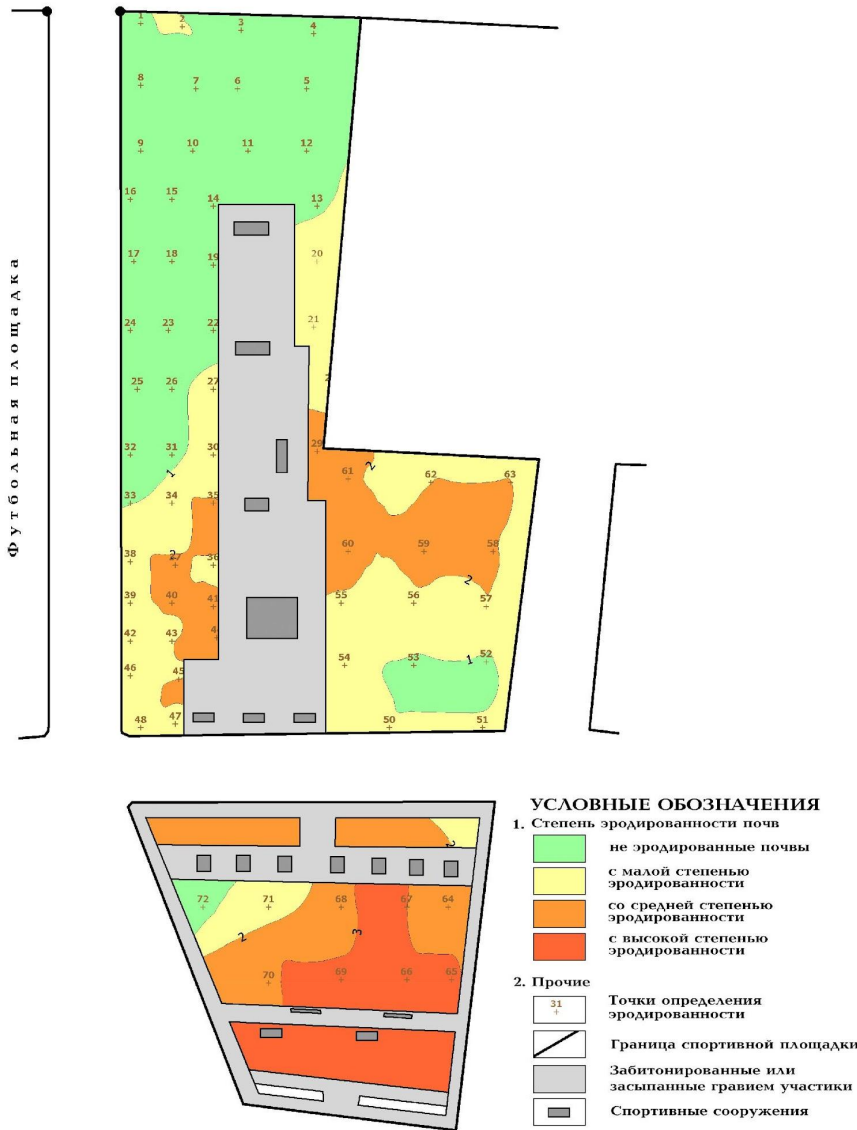 1 2 3 4
8 7 6 5
9 10 11 12
16 15 14 13
17 18 19 20
24 23 22 21
25 26 27 2
32 31 30 29
1
2
61 62 63
33 34 35
38 2 37 36 60 59 58
39 40 41 55 56 2 57
42 43 4 54 53 1 52
46 45
48 47 50 51
Футбольная площадка
2
72 71 68 67 64
2 3
70 69 66 65
УСЛОВНЫЕ ОБОЗНАЧЕНИЯ
1. Степень эродированности почв
не эродированные почвы
с малой степенью
эродированности
со средней степенью
эродированности
с высокой степенью
эродированности
2. Прочие
31
Точки определения
эродированности
Граница спортивной площадки
Забитонированные или
засыпанные гравием участики
Спортивные сооружения